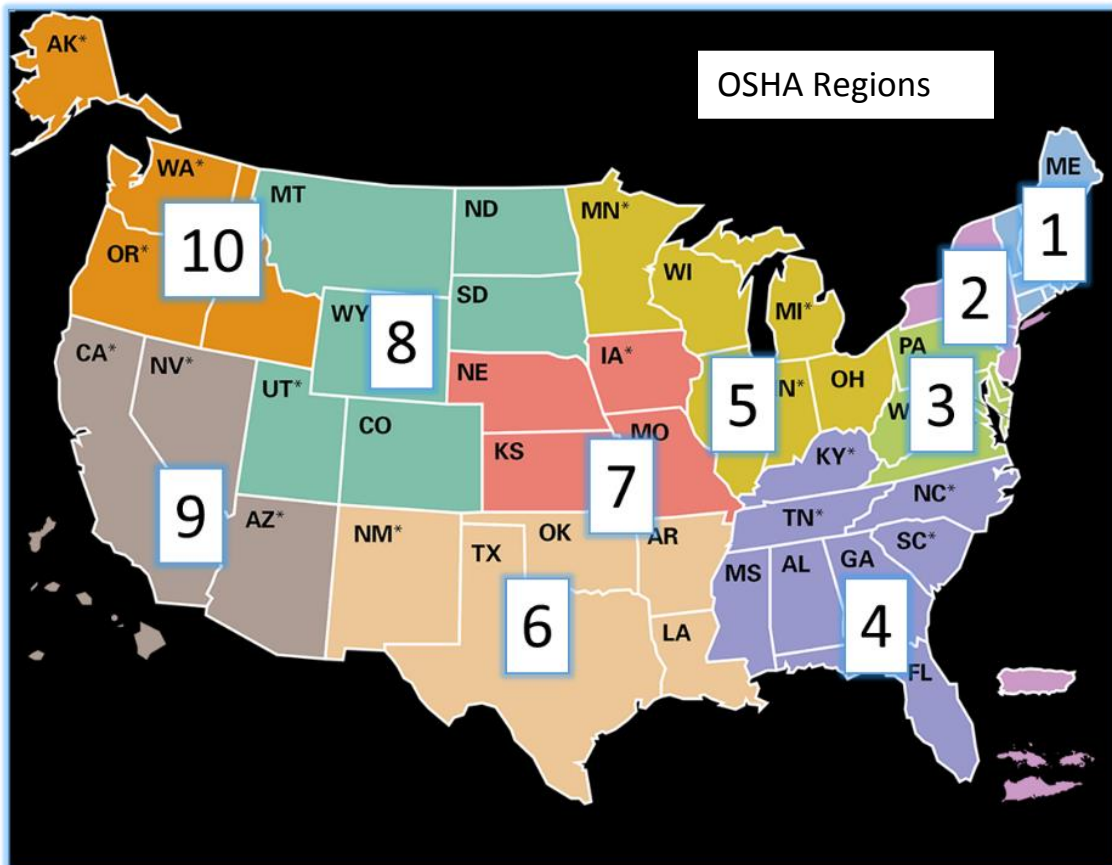 AK*
OSHA Regions
WA*
MT
ND
MN*
ME
OR*
10
1
WI
2
SD
WY
8
MI*
CA*
NV*
IA*
PA
NE
UT*
5
N*
OH
W
3
CO
KS
MO
KY*
7
NC*
9
AZ*
NM*
TX
OK
AR
TN*
SC*
MS
AL
GA
6
LA
4
FL